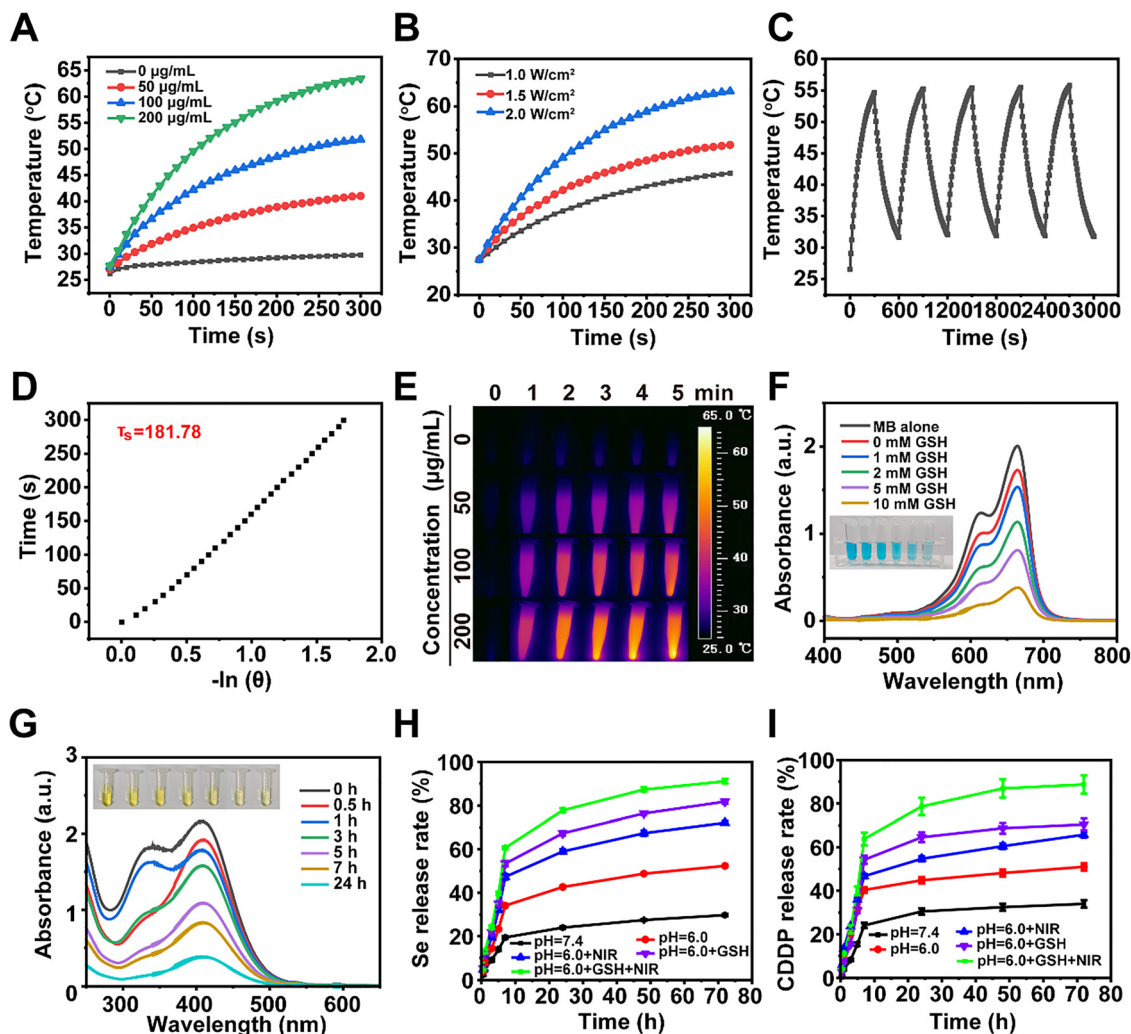 A
Temperature (°C)
65
60
55
50
45
40
35
30
25
0 μg/mL
50 μg/mL
100 μg/mL
200 μg/mL
0 50 100 150 200 250 300
Time (s)
B
Temperature (°C)
70
60
50
40
30
20
1.0 W/cm²
1.5 W/cm²
2.0 W/cm²
0 50 100 150 200 250 300
Time (s)
C
Temperature (°C)
60
55
50
45
40
35
30
25
0 600 1200 1800 2400 3000
Time (s)
D
Time (s)
300
250
200
150
100
50
0
τs=181.78
0.0 0.5 1.0 1.5 2.0
-ln (θ)
E
0 1 2 3 4 5 min
Concentration (μg/mL)
0
50
100
200
65.0 ℃
60
50
40
30
25.0 ℃
F
Absorbance (a.u.)
2.5
2.0
1.5
1.0
0.5
0.0
MB alone
0 mM GSH
1 mM GSH
2 mM GSH
5 mM GSH
10 mM GSH
400 500 600 700 800
Wavelength (nm)
G
Absorbance (a.u.)
3
2
1
0
0 h
0.5 h
1 h
3 h
5 h
7 h
24 h
300 400 500 600
Wavelength (nm)
H
Se release rate (%)
100
80
60
40
20
0
pH=7.4
pH=6.0
pH=6.0+NIR
pH=6.0+GSH
pH=6.0+GSH+NIR
0 10 20 30 40 50 60 70 80
Time (h)
I
CDDP release rate (%)
100
80
60
40
20
0
pH=7.4
pH=6.0+NIR
pH=6.0
pH=6.0+GSH
pH=6.0+GSH+NIR
0 10 20 30 40 50 60 70 80
Time (h)